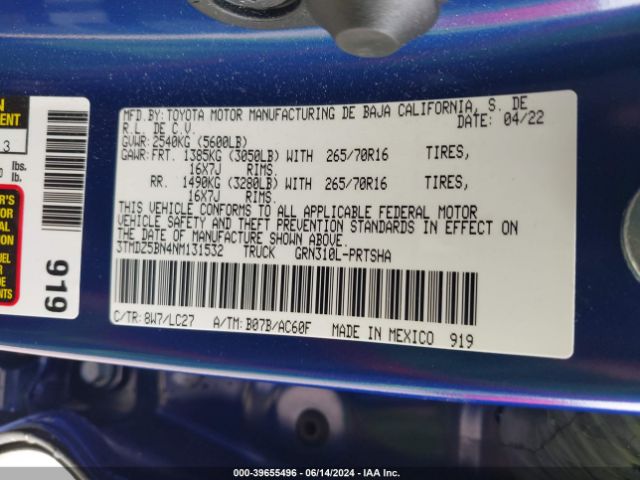 MFD.BY:TOYOTA MOTOR MANUFACTURING DE BAJA CALIFORNIA, S. DE
R.L. DE C.V. DATE: 04/22
GVWR:2540KG (5600LB)
GAWR:FRT. 1385KG (3050LB) WITH 265/70R16 TIRES,
16X7J RIMS.
RR. 1490KG (3280LB) WITH 265/70R16 TIRES,
16X7J RIMS.
THIS VEHICLE CONFORMS TO ALL APPLICABLE FEDERAL MOTOR
VEHICLE SAFETY AND THEFT PREVENTION STANDARDS IN EFFECT ON
THE DATE OF MANUFACTURE SHOWN ABOVE.
3TMDZ5BN4NM131532 TRUCK GRN310L-PRTSHA
C/TR:8W7/LC27 A/TM:B07B/AC60F MADE IN MEXICO 919
lbs.
kg
919
000-39655496 - 06/14/2024 - IAA Inc.